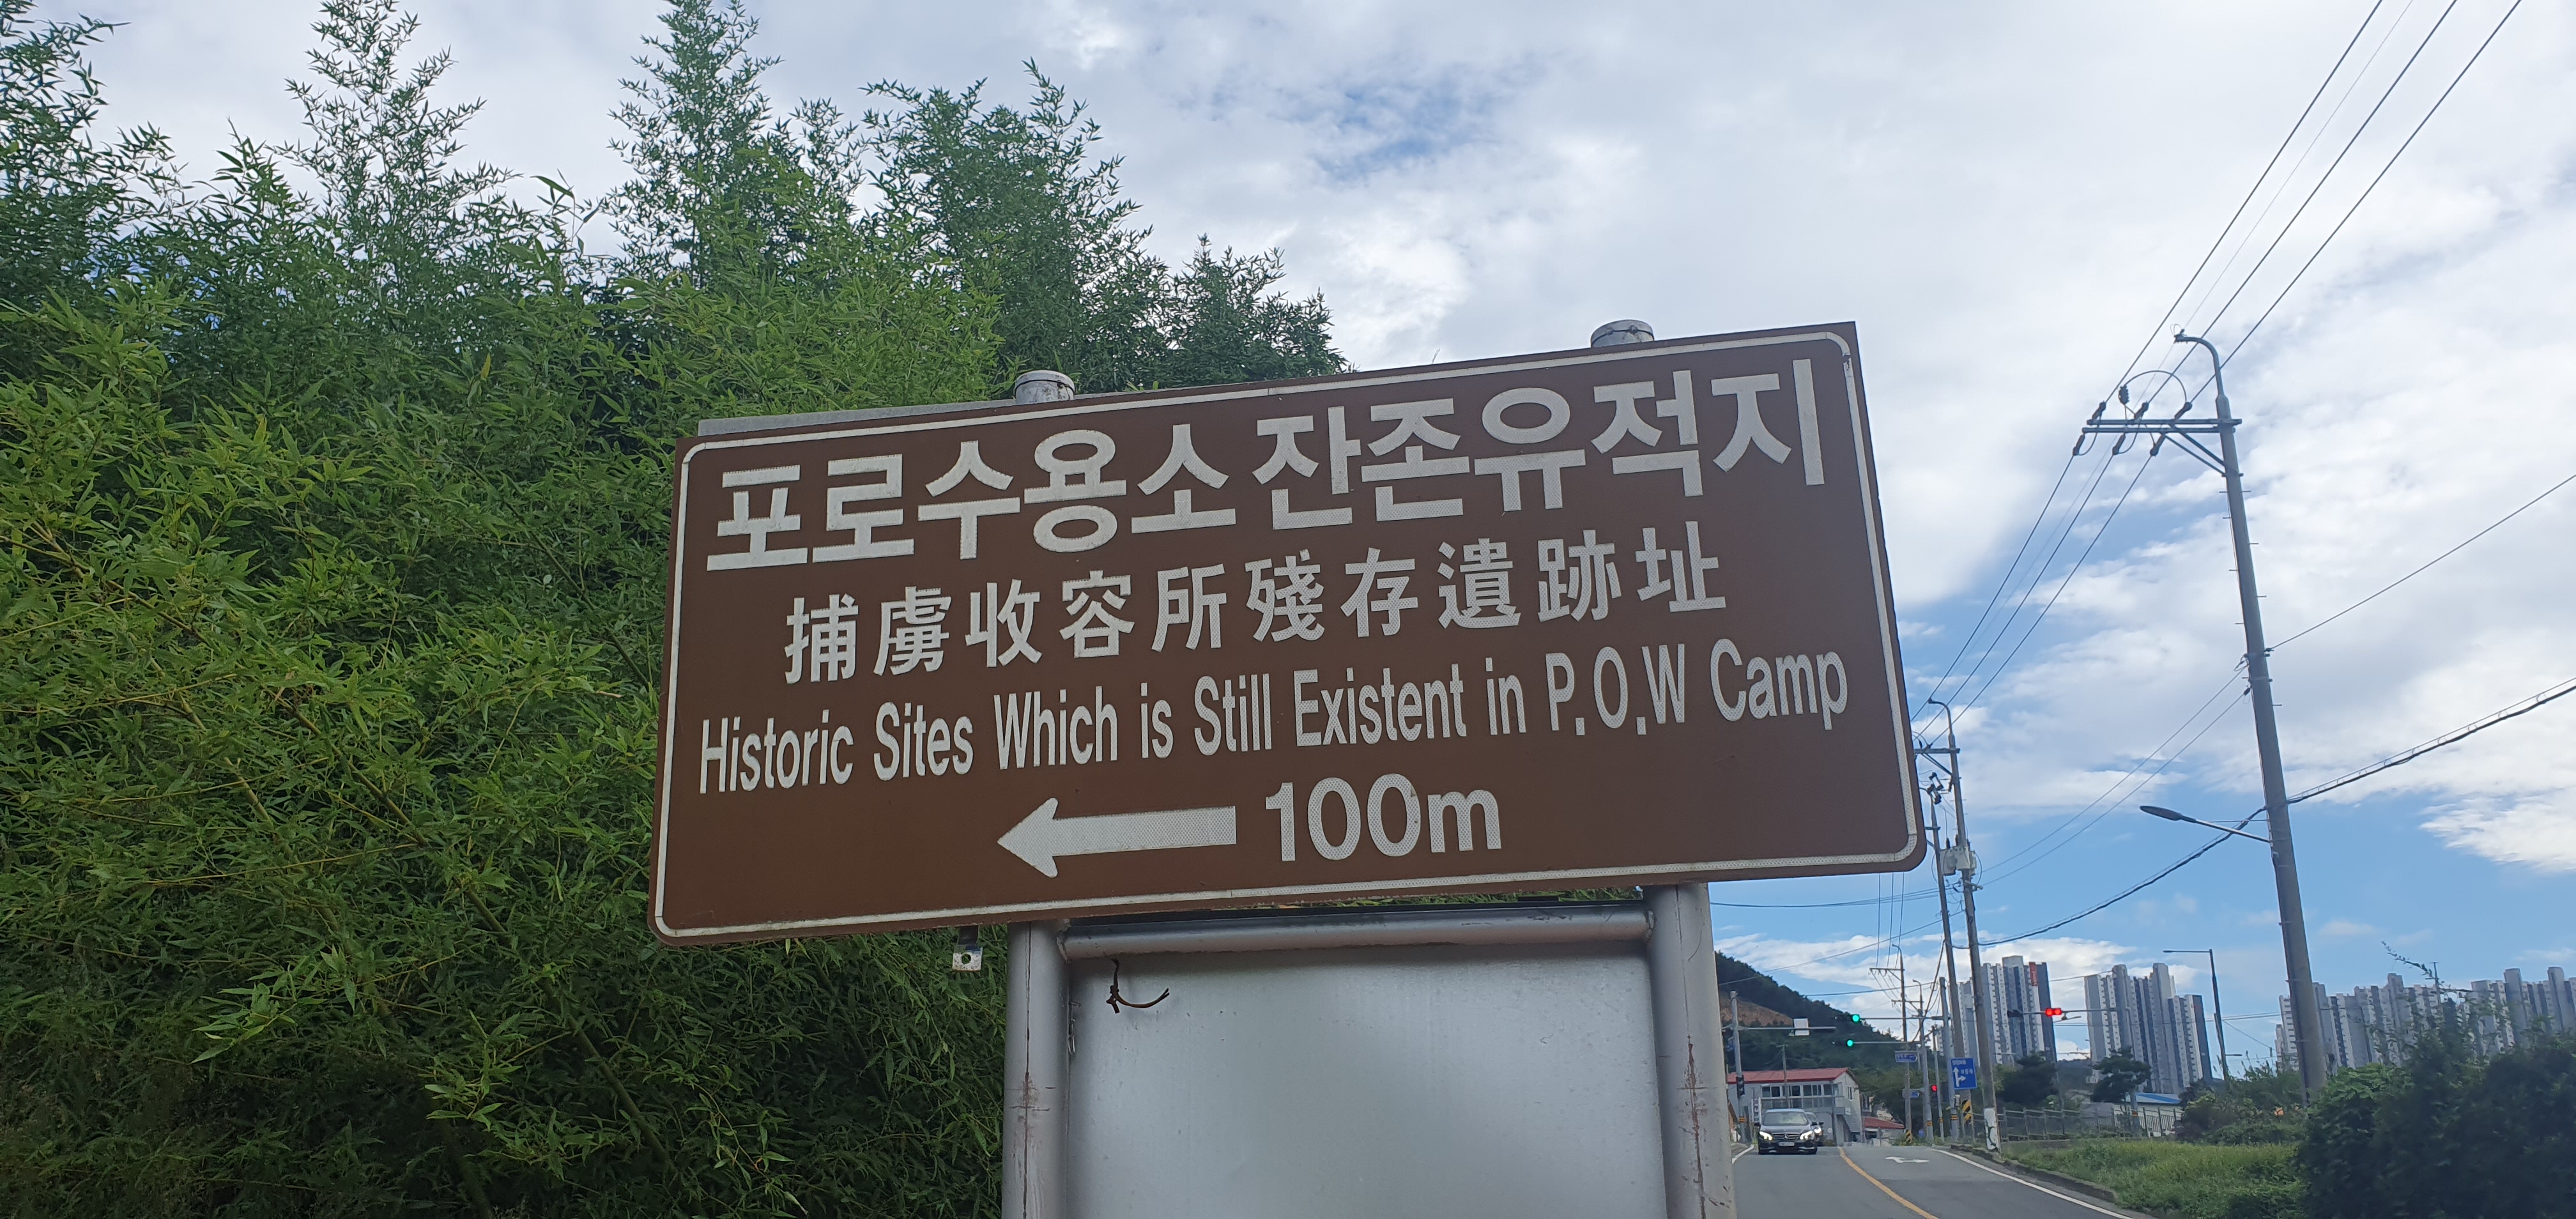 포로수용소 잔존유적지
捕虜收容所殘存遺跡址
Historic Sites Which is Still Existent in P.O.W Camp
100m